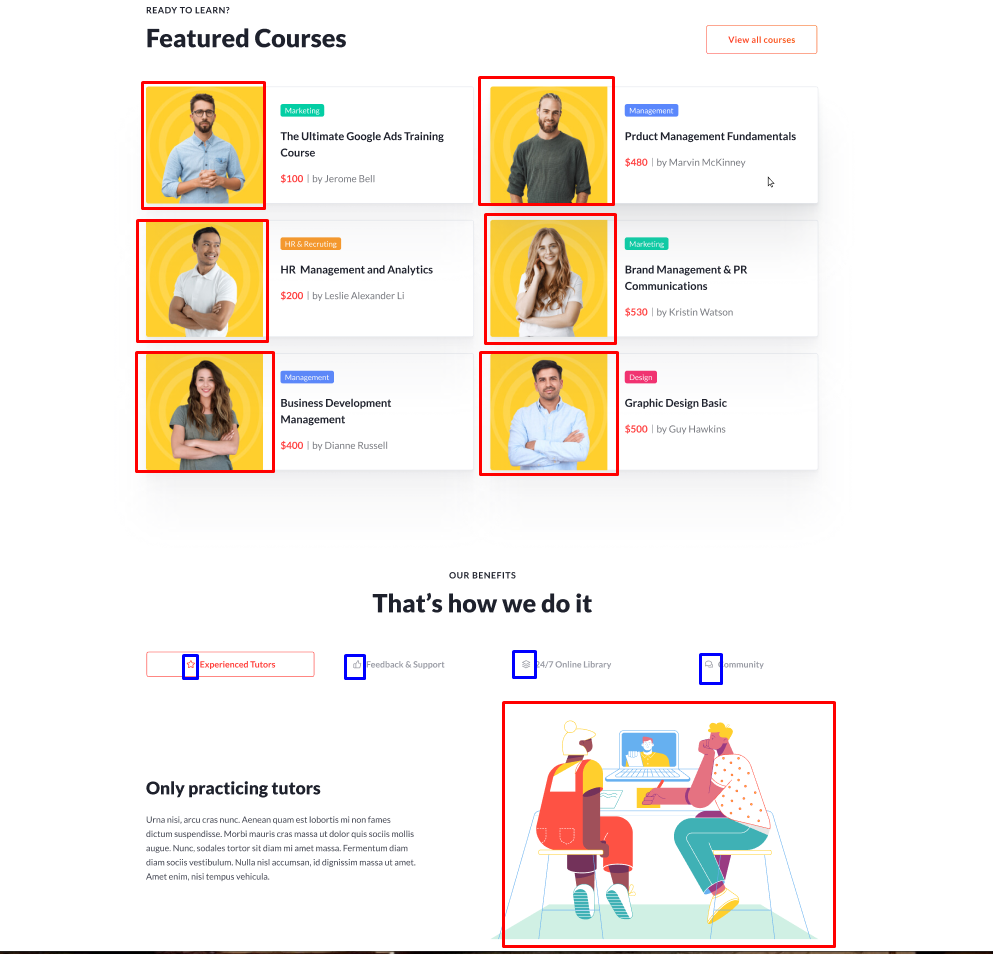 READY TO LEARN?
Featured Courses
View all courses
Marketing
The Ultimate Google Ads Training
Course
$100 | by Jerome Bell
Management
Prduct Management Fundamentals
$480 | by Marvin McKinney
HR & Recruting
HR Management and Analytics
$200 | by Leslie Alexander Li
Marketing
Brand Management & PR
Communications
$530 | by Kristin Watson
Management
Business Development
Management
$400 | by Dianne Russell
Design
Graphic Design Basic
$500 | by Guy Hawkins
OUR BENEFITS
That's how we do it
Experienced Tutors
Feedback & Support
24/7 Online Library
Community
Only practicing tutors
Urna nisi, arcu cras nunc. Aenean quam est lobortis mi non fames
dictum suspendisse. Morbi mauris cras massa ut dolor quis sociis mollis
augue. Nunc, sodales tortor sit diam mi amet massa. Fermentum diam
diam sociis vestibulum. Nulla nisl accumsan, id dignissim massa ut amet.
Amet enim, nisi tempus vehicula.